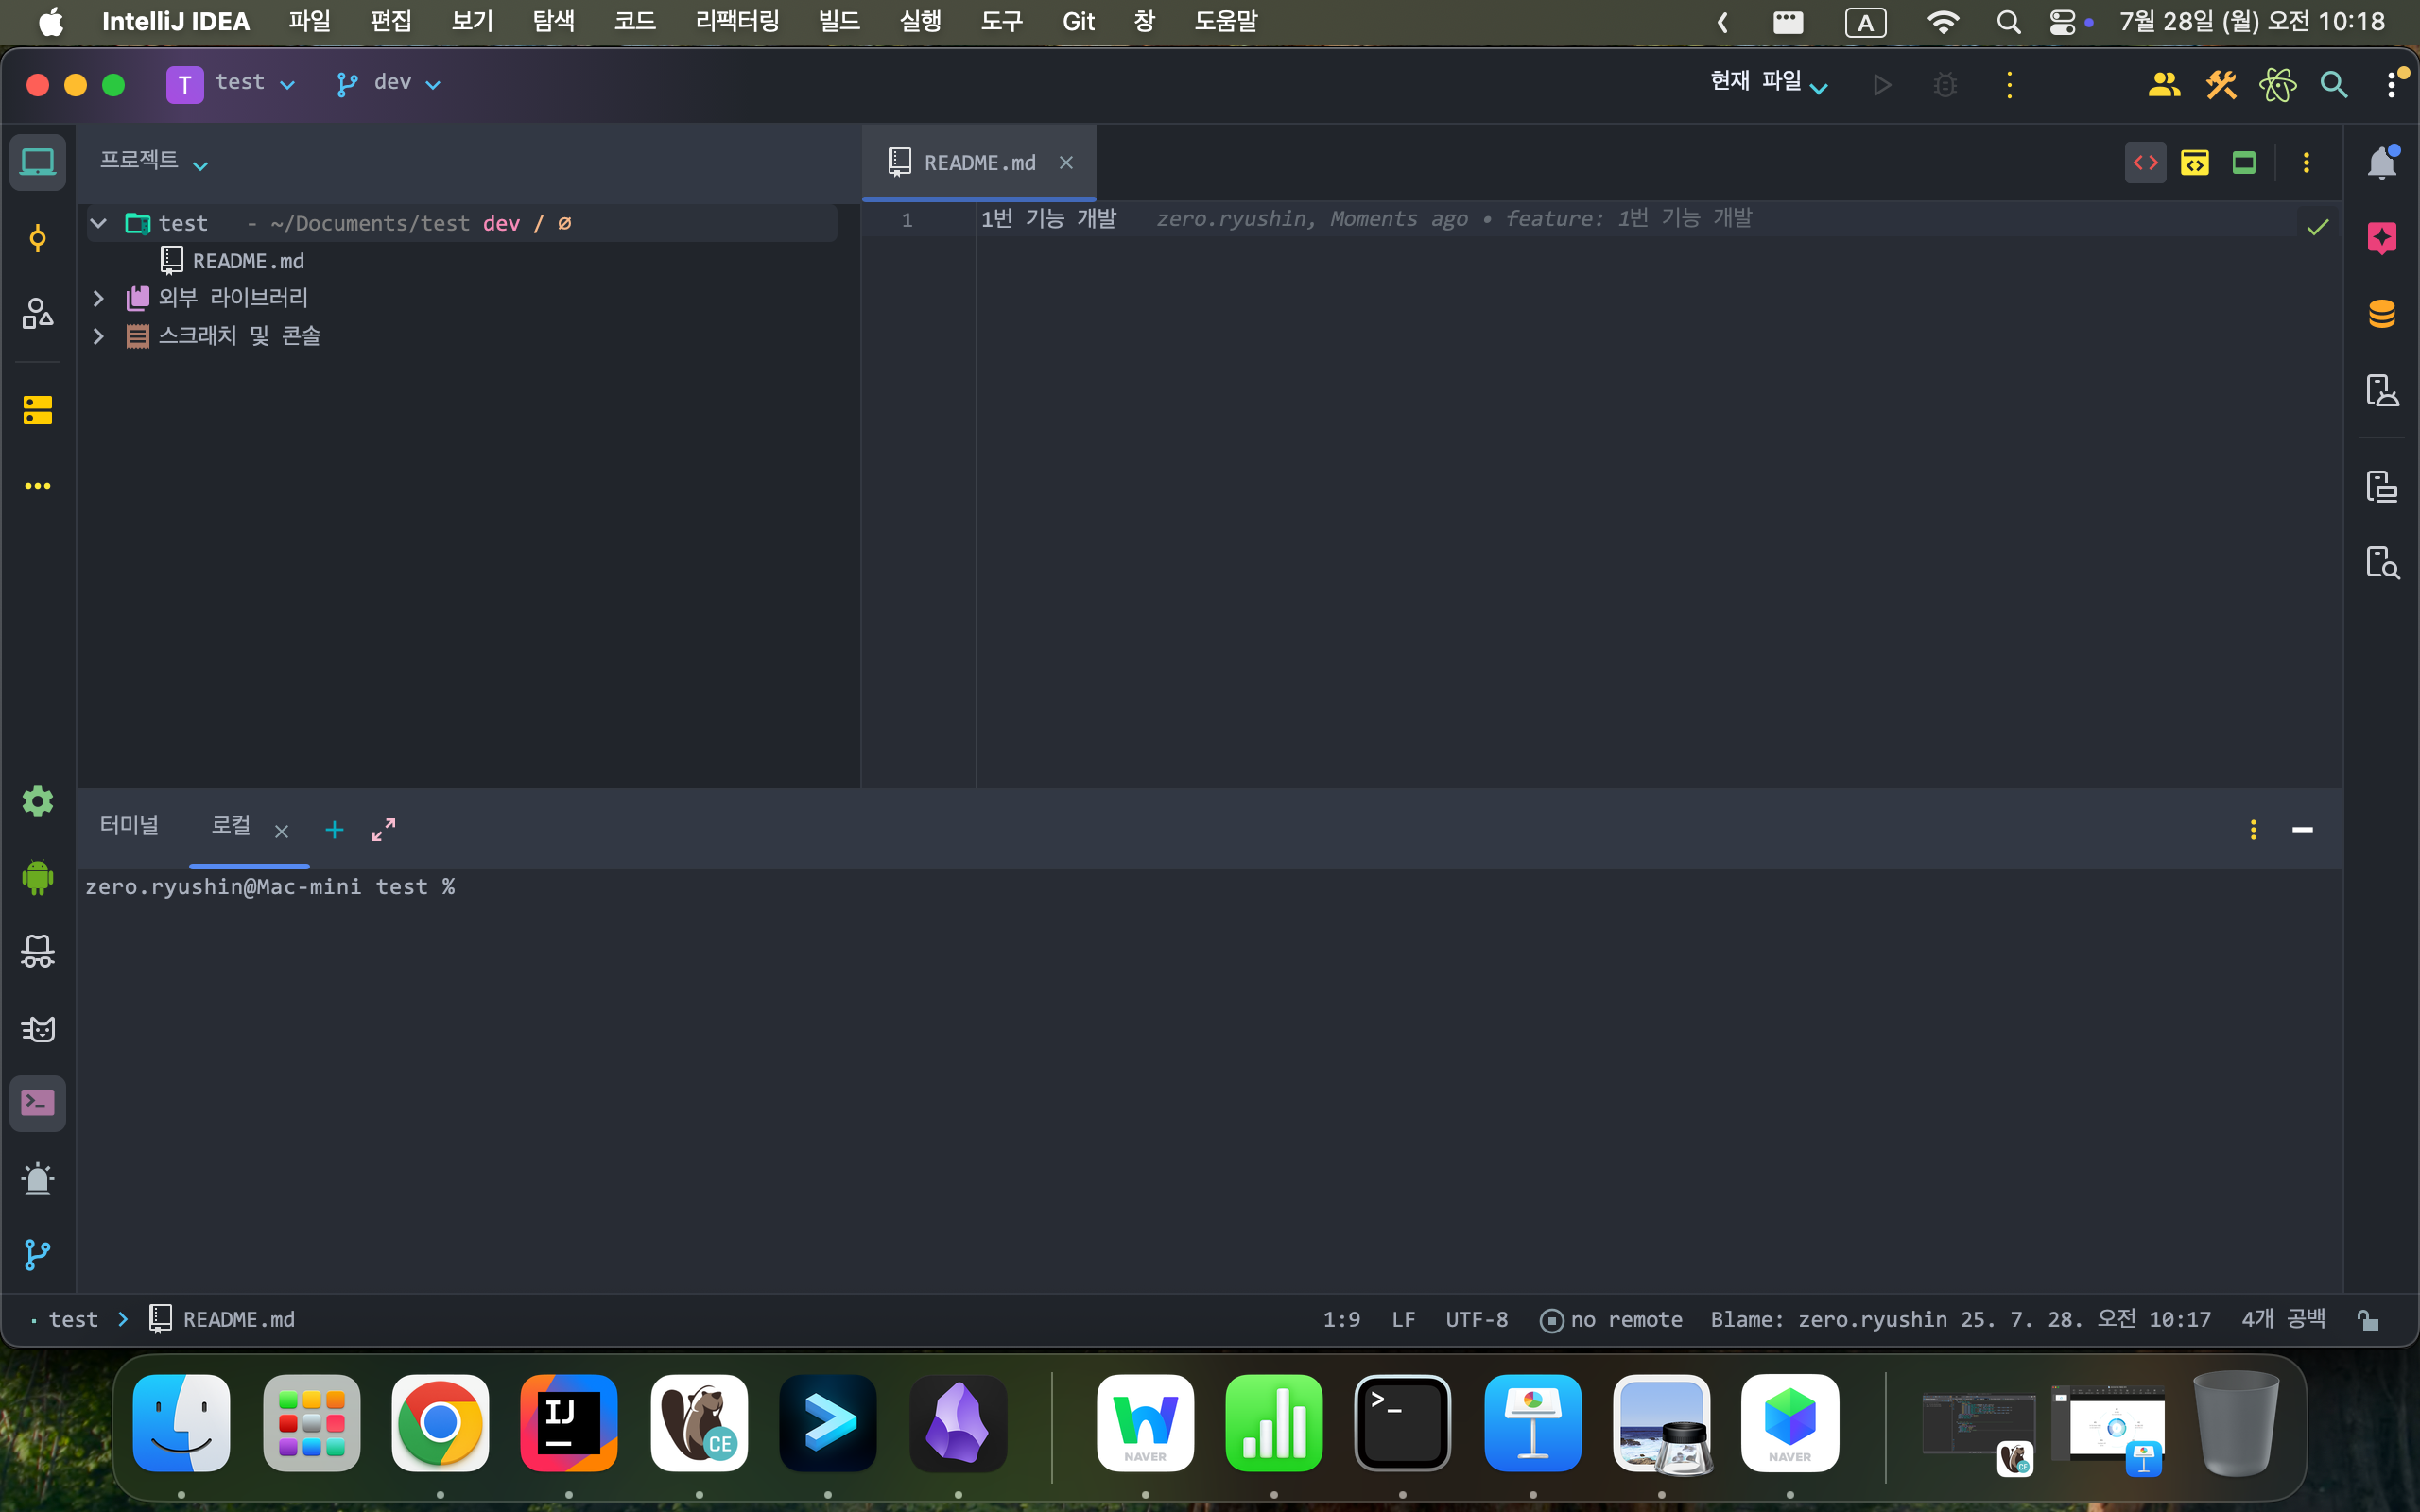 IntelliJ IDEA 파일 편집 보기 탐색 코드 리팩터링 빌드 실행 도구 Git 창 도움말 A 7월 28일 (월) 오전 10:18
T test dev 현재 파일
프로젝트 README.md
test - ~/Documents/test dev / ∅
README.md
외부 라이브러리
스크래치 및 콘솔
1 1번 기능 개발 zero.ryushin, Moments ago • feature: 1번 기능 개발
터미널 로컬
zero.ryushin@Mac-mini test %
test README.md 1:9 LF UTF-8 no remote Blame: zero.ryushin 25. 7. 28. 오전 10:17 4개 공백
IJ CE NAVER NAVER CE